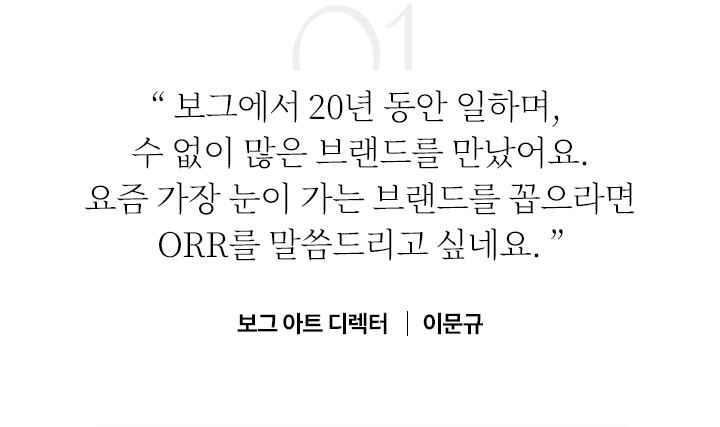 01
“ 보그에서 20년 동안 일하며,
수 없이 많은 브랜드를 만났어요.
요즘 가장 눈이 가는 브랜드를 꼽으라면
ORR를 말씀드리고 싶네요. ”
보그 아트 디렉터 | 이문규